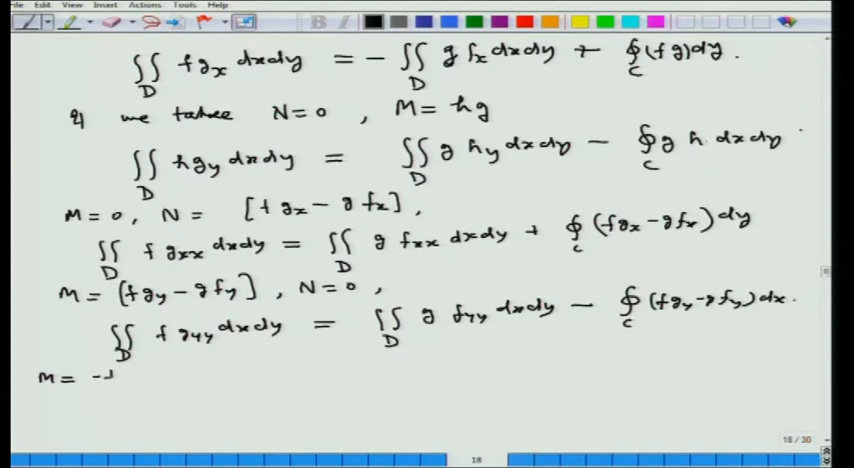 File Edit View Insert Actions Tools Help
∬_D f g_x dxdy = - ∬_D g f_x dxdy + ∮_C (fg)dy.
If we take N=0, M= hg
∬_D h g_y dxdy = ∬_D g h_y dxdy - ∮_C g h dxdy
M=0, N= [f g_x - g f_x],
∬_D f g_xx dxdy = ∬_D g f_xx dxdy + ∮_C (f g_x - g f_x) dy
M= [f g_y - g f_y], N=0,
∬_D f g_yy dxdy = ∬_D g f_yy dxdy - ∮_C (f g_y - g f_y) dx.
M= -
18 / 30
18